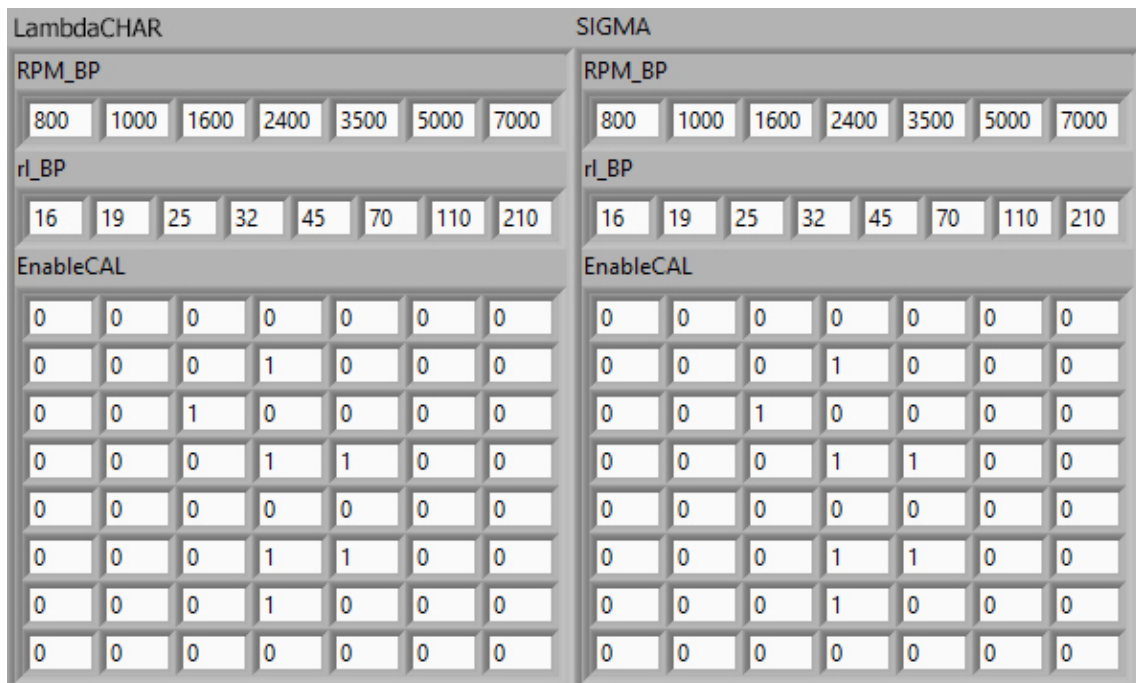 LambdaCHAR SIGMA
RPM_BP RPM_BP
800 1000 1600 2400 3500 5000 7000 800 1000 1600 2400 3500 5000 7000
rl_BP rl_BP
16 19 25 32 45 70 110 210 16 19 25 32 45 70 110 210
EnableCAL EnableCAL
0 0 0 0 0 0 0 0 0 0 0 0 0 0
0 0 0 1 0 0 0 0 0 0 1 0 0 0
0 0 1 0 0 0 0 0 0 1 0 0 0 0
0 0 0 1 1 0 0 0 0 0 1 1 0 0
0 0 0 0 0 0 0 0 0 0 0 0 0 0
0 0 0 1 1 0 0 0 0 0 1 1 0 0
0 0 0 1 0 0 0 0 0 0 1 0 0 0
0 0 0 0 0 0 0 0 0 0 0 0 0 0